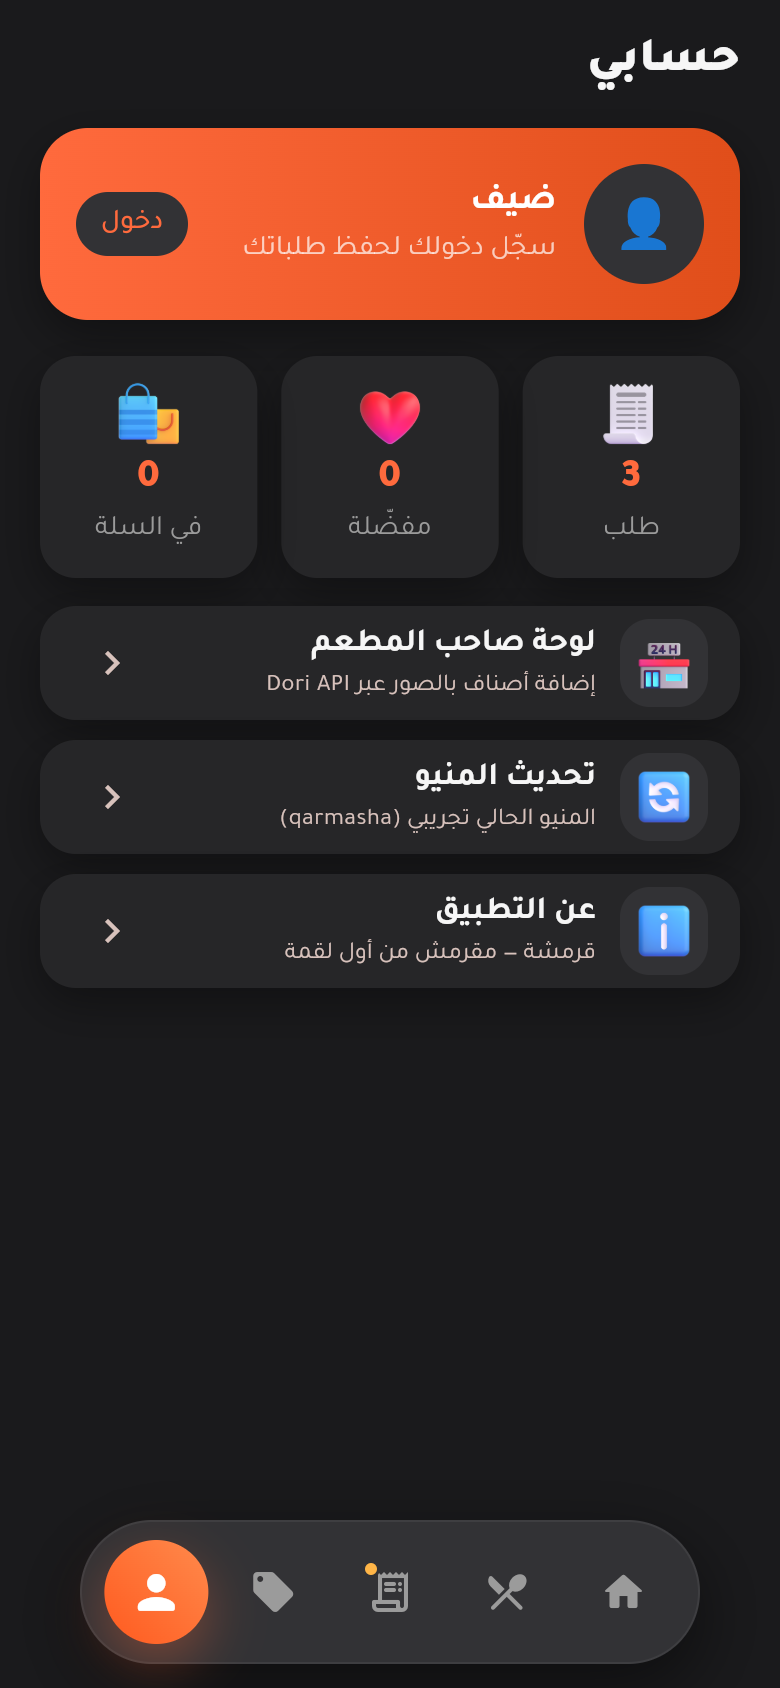 حسابي
ضيف
سجّل دخولك لحفظ طلباتك
دخول
3
طلب
0
مفضّلة
0
في السلة
24 H
لوحة صاحب المطعم
إضافة أصناف بالصور عبر Dori API
تحديث المنيو
المنيو الحالي تجريبي (qarmasha)
عن التطبيق
قرمشة – مقرمش من أول لقمة